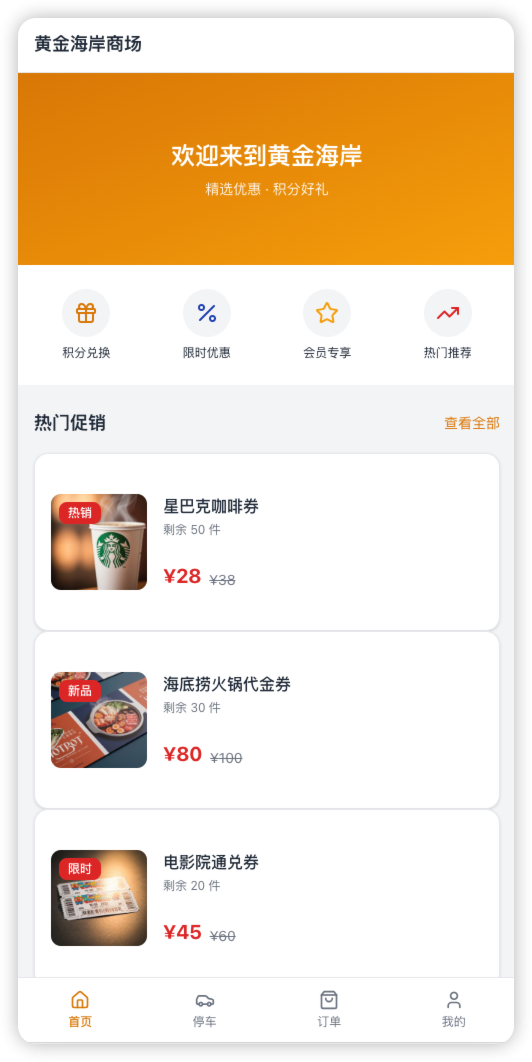 黄金海岸商场
欢迎来到黄金海岸
精选优惠 · 积分好礼
积分兑换
限时优惠
会员专享
热门推荐
热门促销
查看全部
热销
星巴克咖啡券
剩余 50 件
¥28 ¥38
新品
海底捞火锅代金券
剩余 30 件
¥80 ¥100
限时
电影院通兑券
剩余 20 件
¥45 ¥60
首页
停车
订单
我的